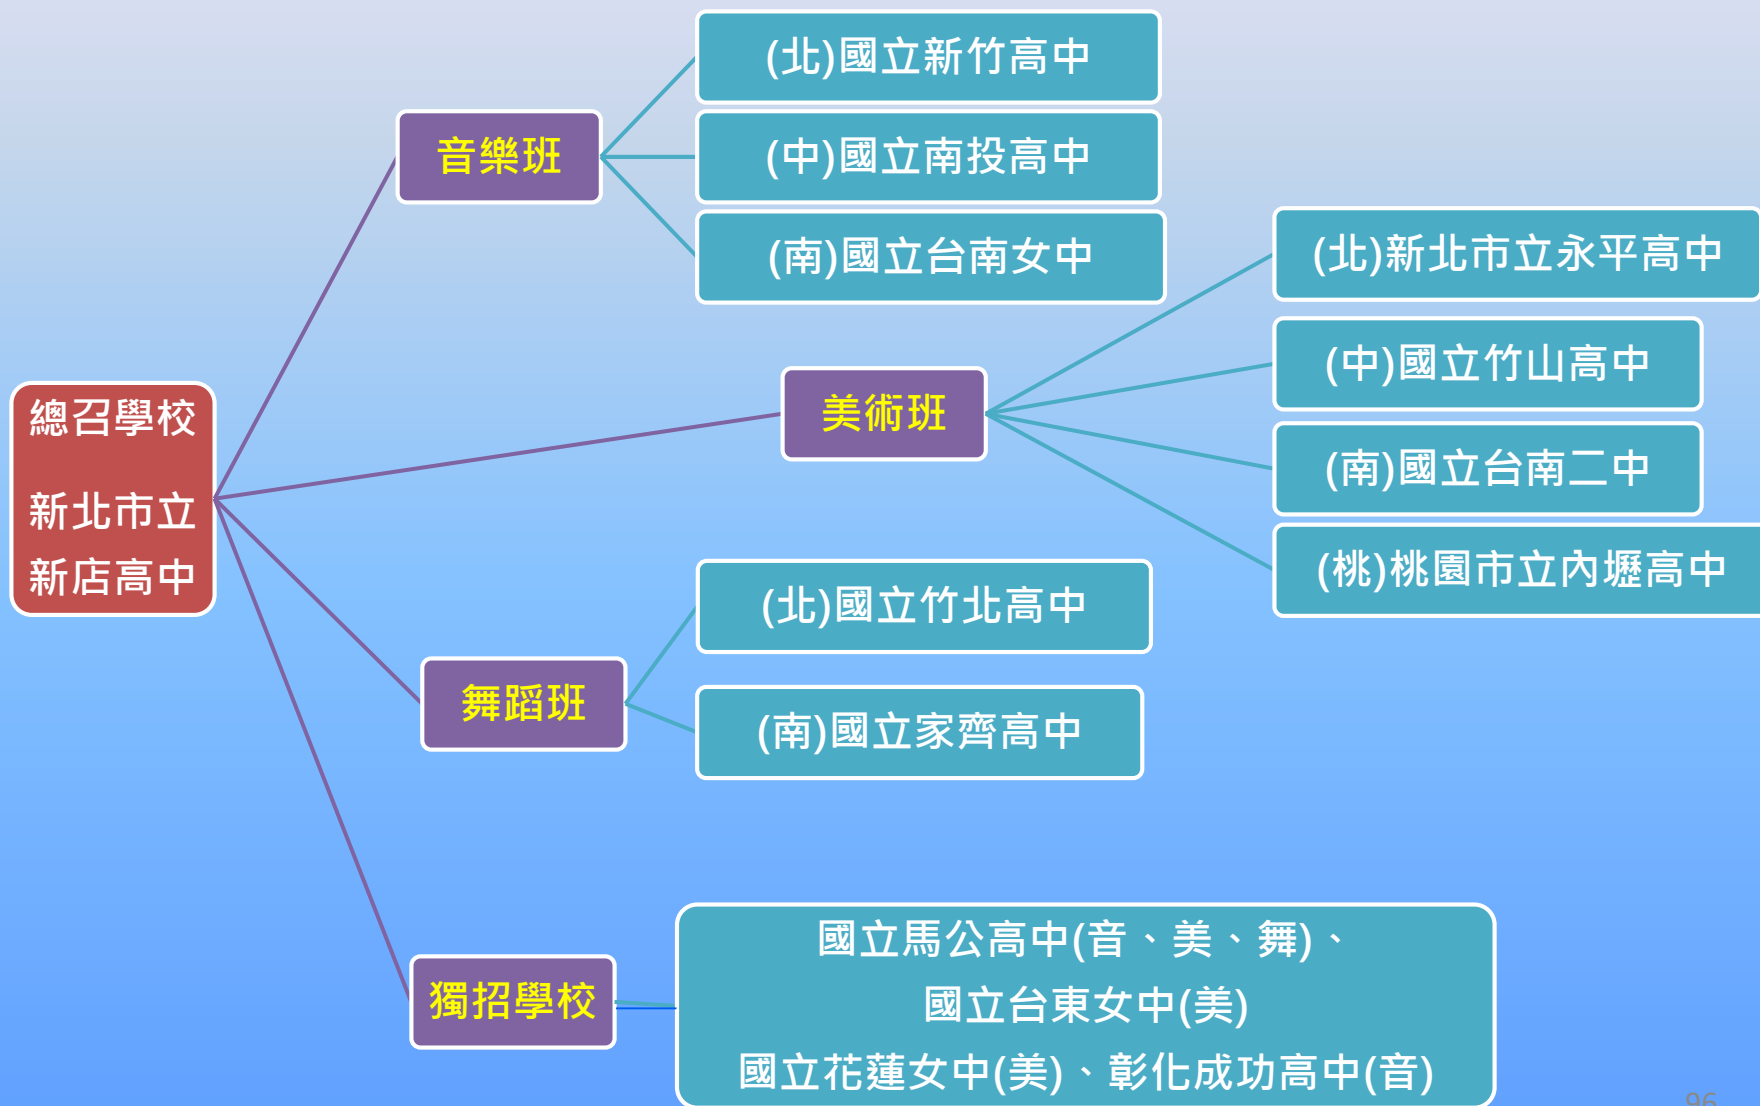 總召學校
新北市立
新店高中
音樂班
(北)國立新竹高中
(中)國立南投高中
(南)國立台南女中
美術班
(北)新北市立永平高中
(中)國立竹山高中
(南)國立台南二中
(桃)桃園市立內壢高中
舞蹈班
(北)國立竹北高中
(南)國立家齊高中
獨招學校
國立馬公高中(音、美、舞)、
國立台東女中(美)
國立花蓮女中(美)、彰化成功高中(音)
96